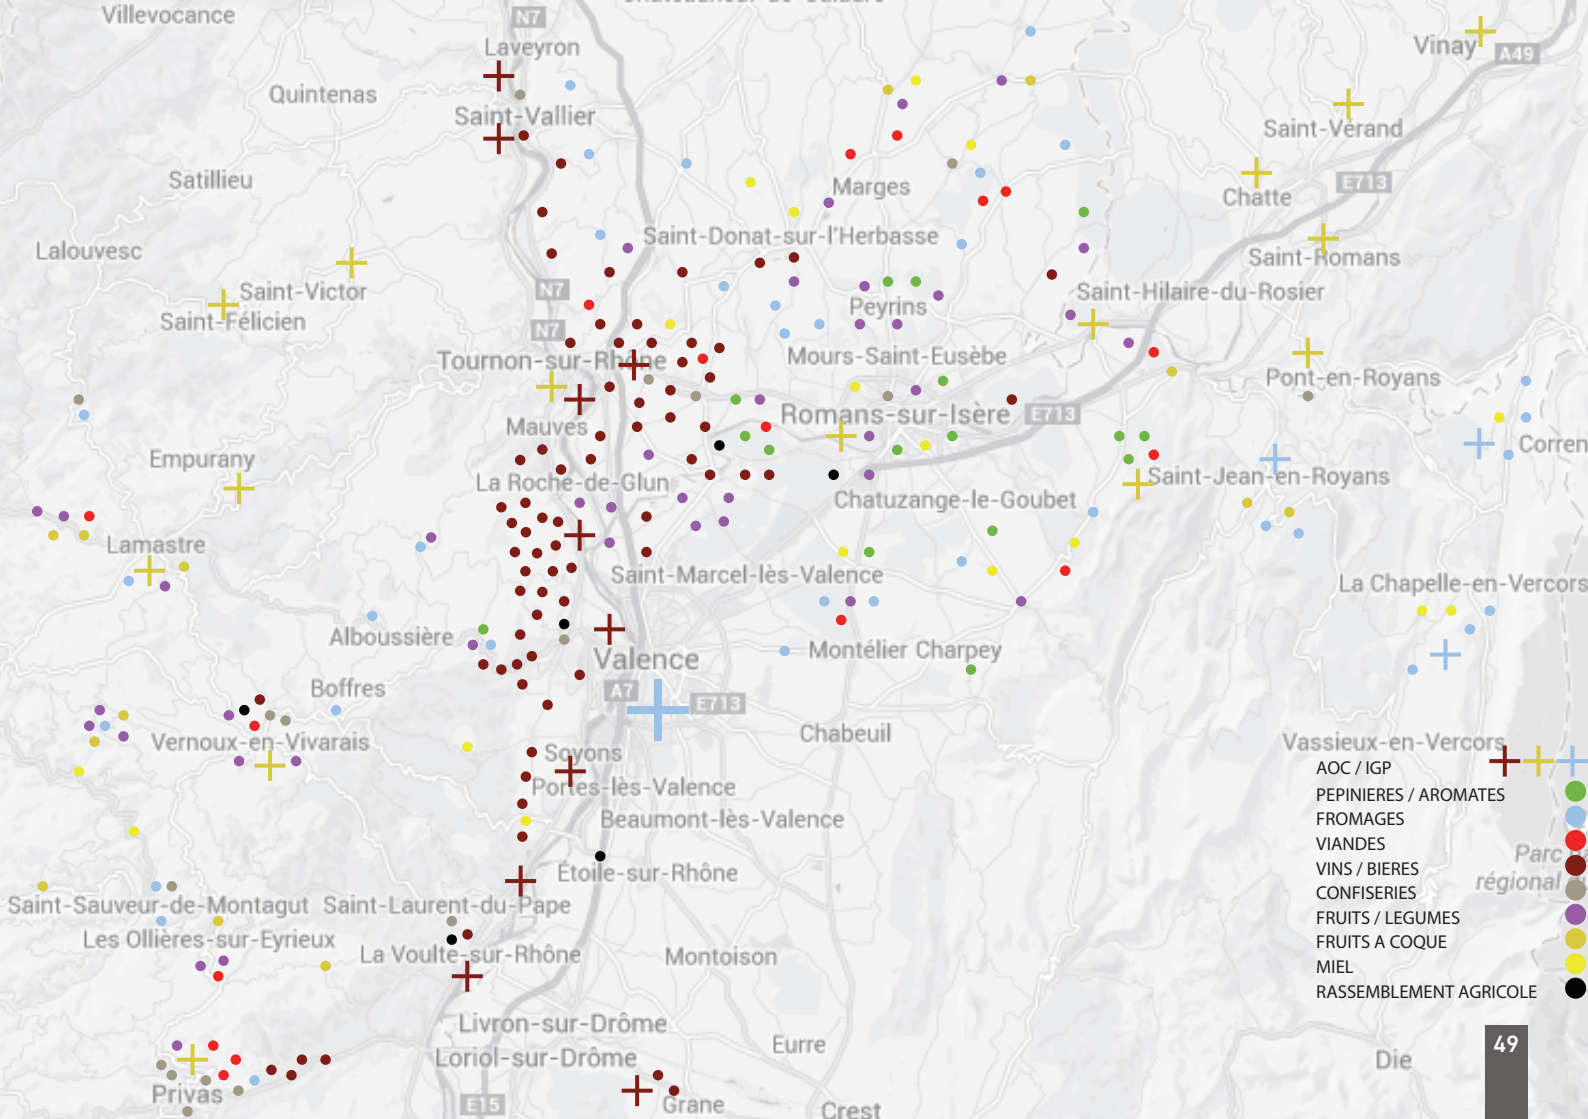 Villevocance
N7
Laveyron
Vinay
A49
Quintenas
Saint-Vallier
Saint-Vérand
Satillieu
Marges
E713
Chatte
Lalouvesc
Saint-Donat-sur-l'Herbasse
Saint-Romans
N7
Saint-Victor
Saint-Hilaire-du-Rosier
Saint-Félicien
Peyrins
N7
Tournon-sur-Rhône
Mours-Saint-Eusèbe
Pont-en-Royans
Romans-sur-Isère
E713
Mauves
Corren
Empurany
La Roche-de-Glun
Saint-Jean-en-Royans
Chatuzange-le-Goubet
Lamastre
Saint-Marcel-lès-Valence
La Chapelle-en-Vercors
Alboussière
Montélier
Charpey
Valence
Boffres
A7
E713
Chabeuil
Vernoux-en-Vivarais
Soyons
Vassieux-en-Vercors
Portes-lès-Valence
Beaumont-lès-Valence
Étoile-sur-Rhône
Saint-Sauveur-de-Montagut
Saint-Laurent-du-Pape
Les Ollières-sur-Eyrieux
La Voulte-sur-Rhône
Montoison
Livron-sur-Drôme
Loriol-sur-Drôme
Eurre
Die
Privas
E15
Grane
Crest
Parc
régional
AOC / IGP
PEPINIERES / AROMATES
FROMAGES
VIANDES
VINS / BIERES
CONFISERIES
FRUITS / LEGUMES
FRUITS A COQUE
MIEL
RASSEMBLEMENT AGRICOLE
49